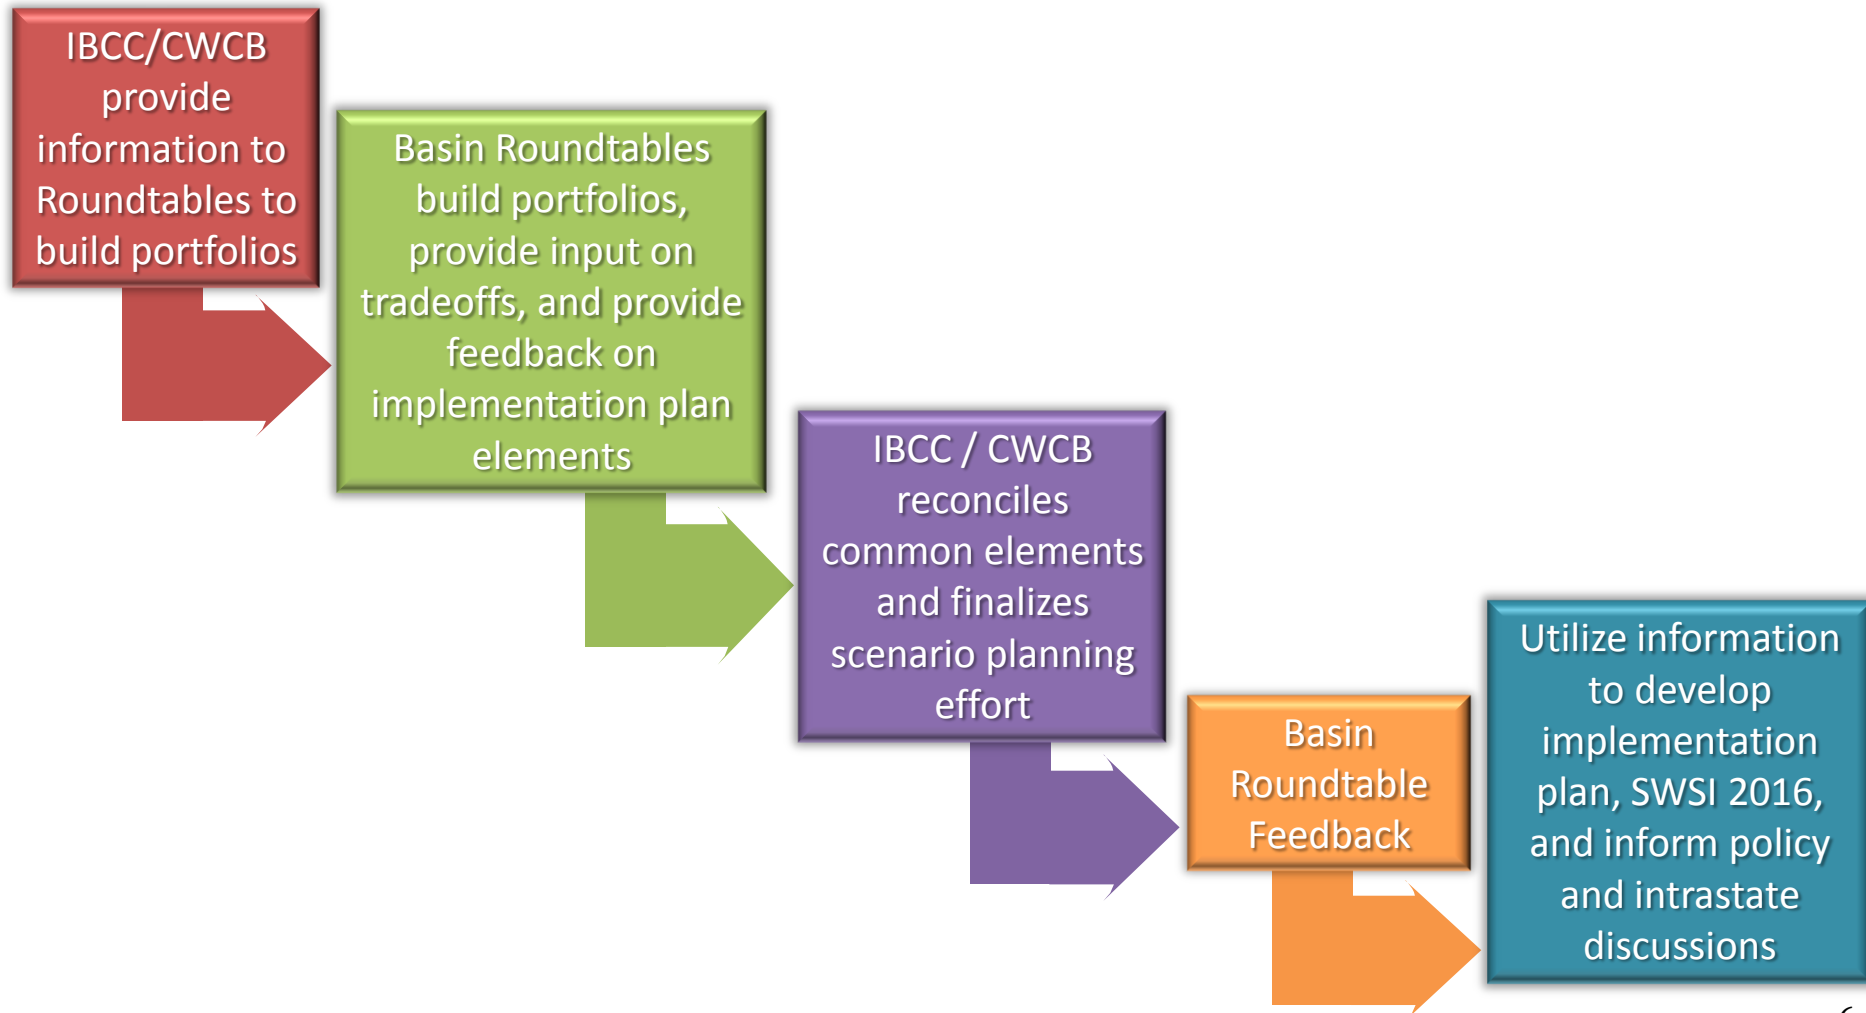 IBCC/CWCB
provide
information to
Roundtables to
build portfolios
Basin Roundtables
build portfolios,
provide input on
tradeoffs, and provide
feedback on
implementation plan
elements
IBCC / CWCB
reconciles
common elements
and finalizes
scenario planning
effort
Basin
Roundtable
Feedback
Utilize information
to develop
implementation
plan, SWSI 2016,
and inform policy
and intrastate
discussions